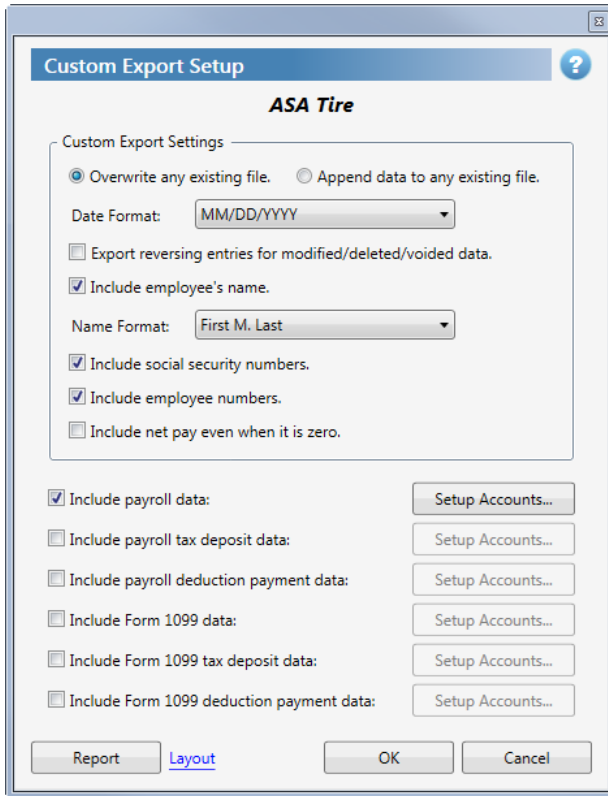 Custom Export Setup
?
ASA Tire
Custom Export Settings
Overwrite any existing file. Append data to any existing file.
Date Format: MM/DD/YYYY
Export reversing entries for modified/deleted/voided data.
Include employee's name.
Name Format: First M. Last
Include social security numbers.
Include employee numbers.
Include net pay even when it is zero.
Include payroll data: Setup Accounts...
Include payroll tax deposit data: Setup Accounts...
Include payroll deduction payment data: Setup Accounts...
Include Form 1099 data: Setup Accounts...
Include Form 1099 tax deposit data: Setup Accounts...
Include Form 1099 deduction payment data: Setup Accounts...
Report Layout OK Cancel